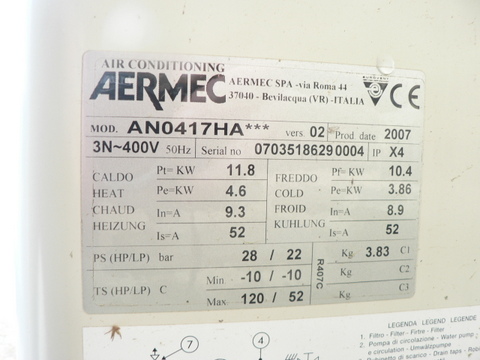 AIR CONDITIONING
AERMEC AERMEC SPA -via Roma 44
37040 - Bevilacqua (VR) -ITALIA
CE
MOD. AN0417HA*** vers 02 Prod date 2007
3N~400V 50Hz Serial no 0703518629 0004 IP X4
CALDO Pt= KW 11.8 FREDDO Pf= KW 10.4
HEAT Pe= KW 4.6 COLD Pe= KW 3.86
CHAUD In= A 9.3 FROID In= A 8.9
HEIZUNG Is= A 52 KUHLUNG Is= A 52
PS (HP/LP) bar 28 / 22 R407C Kg 3.83 C1
TS (HP/LP) C Min -10 / -10 Kg C2
Max 120 / 52 Kg C3
LEGENDA LEGEND LEGENDE
1. Filtro - Filter - Filtre - Filter
2. Pompa di circolazione - Water pump
e circulation - Umwälzpumpe
7 4